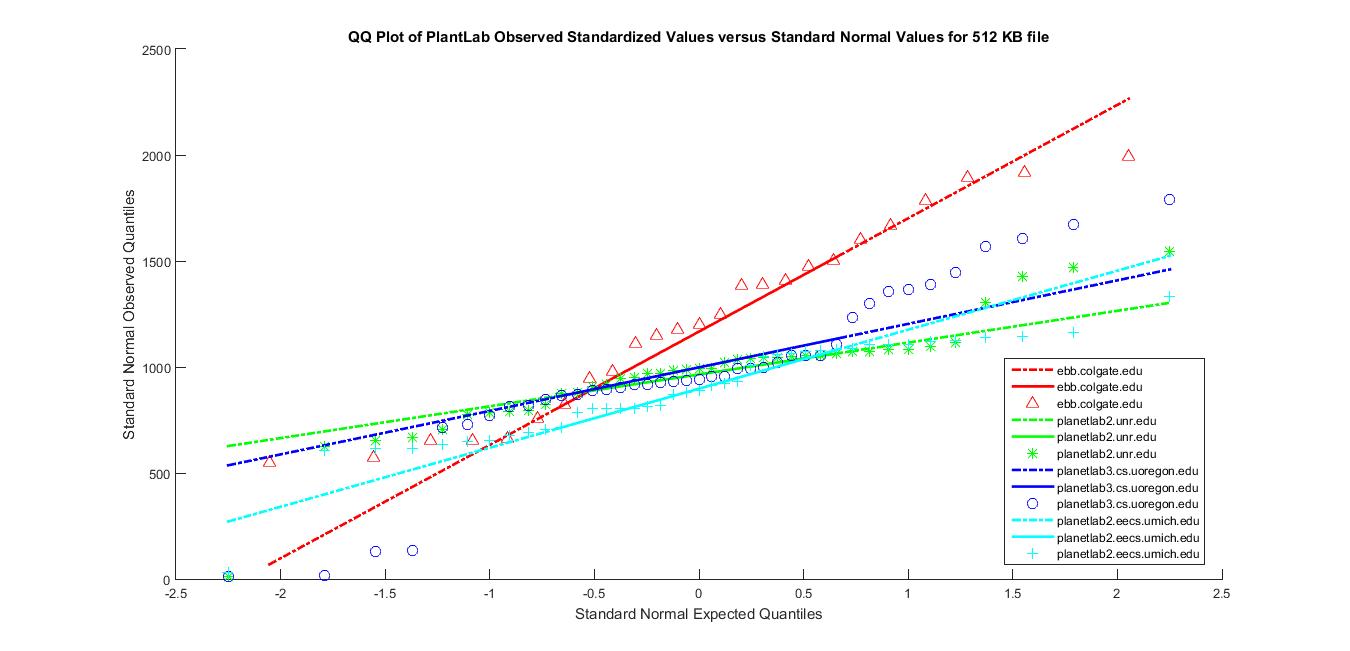 QQ Plot of PlantLab Observed Standardized Values versus Standard Normal Values for 512 KB file
2500
2000
1500
1000
500
0
Standard Normal Observed Quantiles
-2.5 -2 -1.5 -1 -0.5 0 0.5 1 1.5 2 2.5
Standard Normal Expected Quantiles
ebb.colgate.edu
ebb.colgate.edu
ebb.colgate.edu
planetlab2.unr.edu
planetlab2.unr.edu
planetlab2.unr.edu
planetlab3.cs.uoregon.edu
planetlab3.cs.uoregon.edu
planetlab3.cs.uoregon.edu
planetlab2.eecs.umich.edu
planetlab2.eecs.umich.edu
planetlab2.eecs.umich.edu